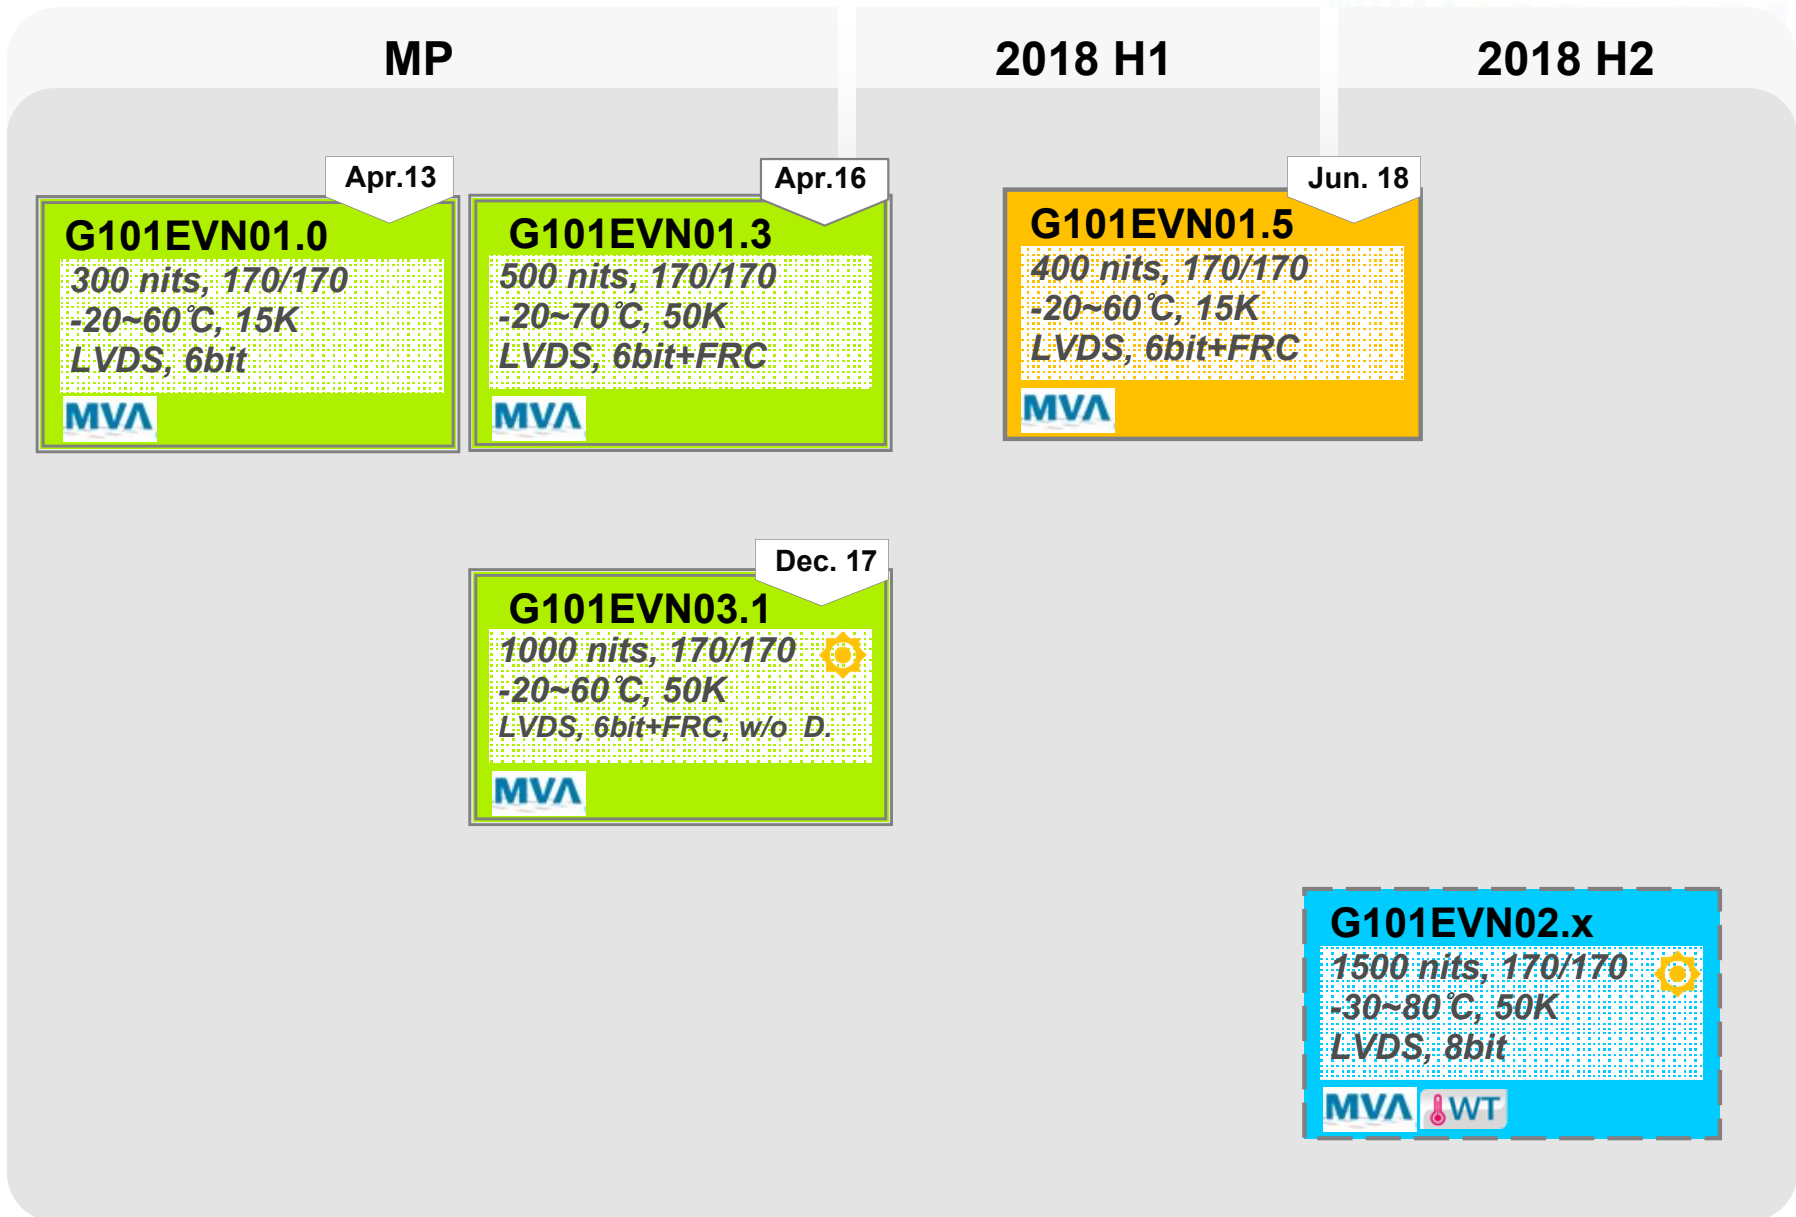 MP
2018 H1
2018 H2
Apr.13
G101EVN01.0
300 nits, 170/170
-20~60℃, 15K
LVDS, 6bit
MVA
Apr.16
G101EVN01.3
500 nits, 170/170
-20~70℃, 50K
LVDS, 6bit+FRC
MVA
Jun. 18
G101EVN01.5
400 nits, 170/170
-20~60℃, 15K
LVDS, 6bit+FRC
MVA
Dec. 17
G101EVN03.1
1000 nits, 170/170
-20~60℃, 50K
LVDS, 6bit+FRC, w/o D.
MVA
G101EVN02.x
1500 nits, 170/170
-30~80℃, 50K
LVDS, 8bit
MVA WT